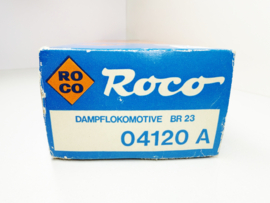 RO
CO
Roco
DAMPFLOKOMOTIVE BR 23
04120 A